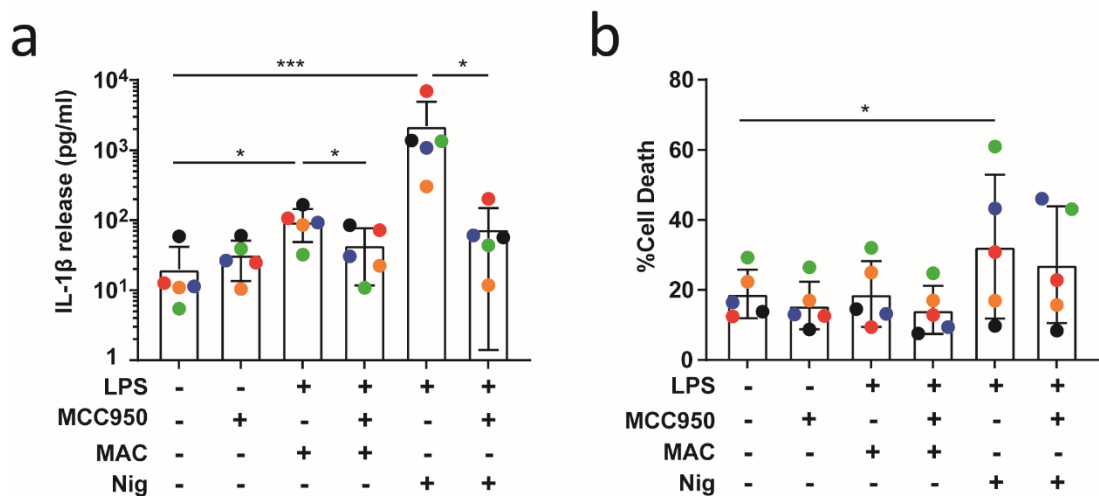 a
b
IL-1β release (pg/ml)
10⁴
10³
10²
10¹
1
***
*
*
*
LPS - - + + + +
MCC950 - + - + - +
MAC - - + + - -
Nig - - - - + +
%Cell Death
80
60
40
20
0
*
LPS - - + + + +
MCC950 - + - + - +
MAC - - + + - -
Nig - - - - + +